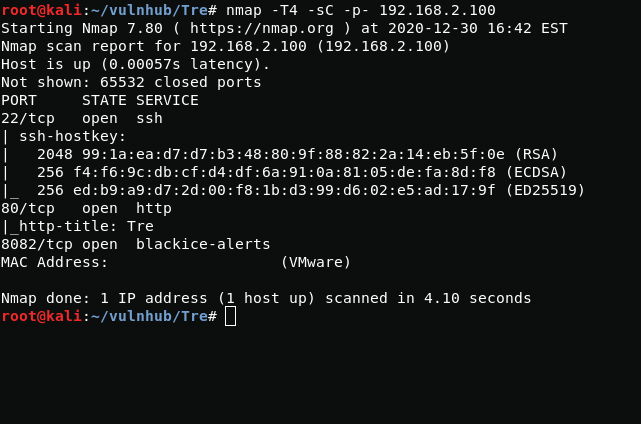 root@kali:~/vulnhub/Tre# nmap -T4 -sC -p- 192.168.2.100
Starting Nmap 7.80 ( https://nmap.org ) at 2020-12-30 16:42 EST
Nmap scan report for 192.168.2.100 (192.168.2.100)
Host is up (0.00057s latency).
Not shown: 65532 closed ports
PORT     STATE SERVICE
22/tcp   open  ssh
| ssh-hostkey:
|   2048 99:1a:ea:d7:d7:b3:48:80:9f:88:82:2a:14:eb:5f:0e (RSA)
|   256 f4:f6:9c:db:cf:d4:df:6a:91:0a:81:05:de:fa:8d:f8 (ECDSA)
|_  256 ed:b9:a9:d7:2d:00:f8:1b:d3:99:d6:02:e5:ad:17:9f (ED25519)
80/tcp   open  http
|_http-title: Tre
8082/tcp open  blackice-alerts
MAC Address:                   (VMware)
Nmap done: 1 IP address (1 host up) scanned in 4.10 seconds
root@kali:~/vulnhub/Tre#